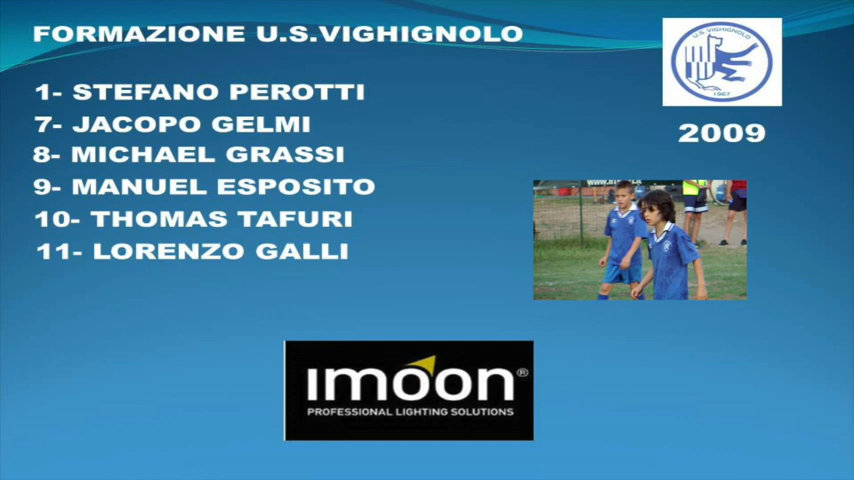 FORMAZIONE U.S.VIGHIGNOLO
U.S. VIGHIGNOLO
1967
2009
1- STEFANO PEROTTI
7- JACOPO GELMI
8- MICHAEL GRASSI
9- MANUEL ESPOSITO
10- THOMAS TAFURI
11- LORENZO GALLI
imoon®
PROFESSIONAL LIGHTING SOLUTIONS